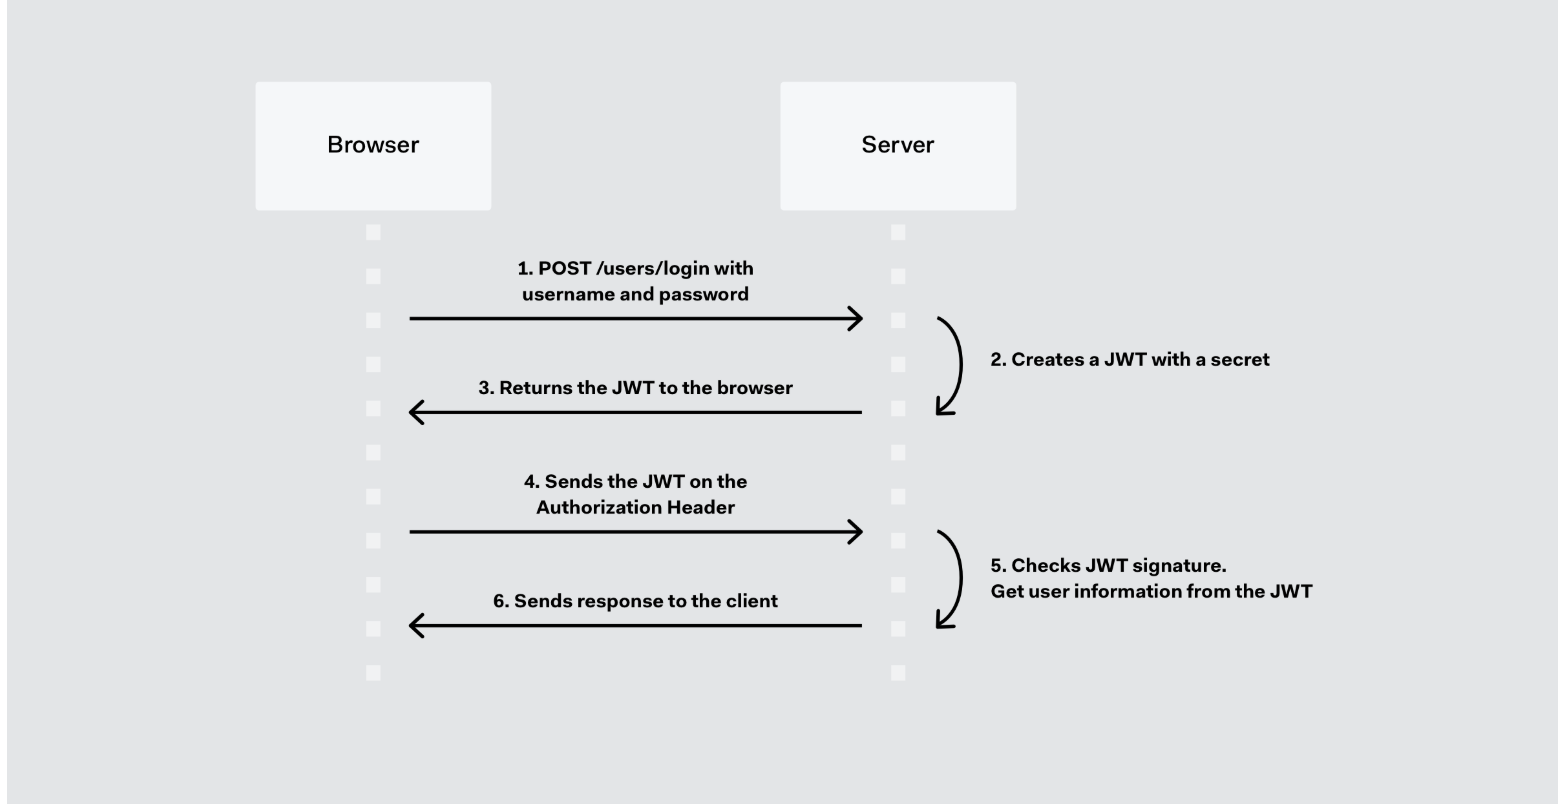 Browser
Server
1. POST /users/login with
username and password
2. Creates a JWT with a secret
3. Returns the JWT to the browser
4. Sends the JWT on the
Authorization Header
5. Checks JWT signature.
Get user information from the JWT
6. Sends response to the client